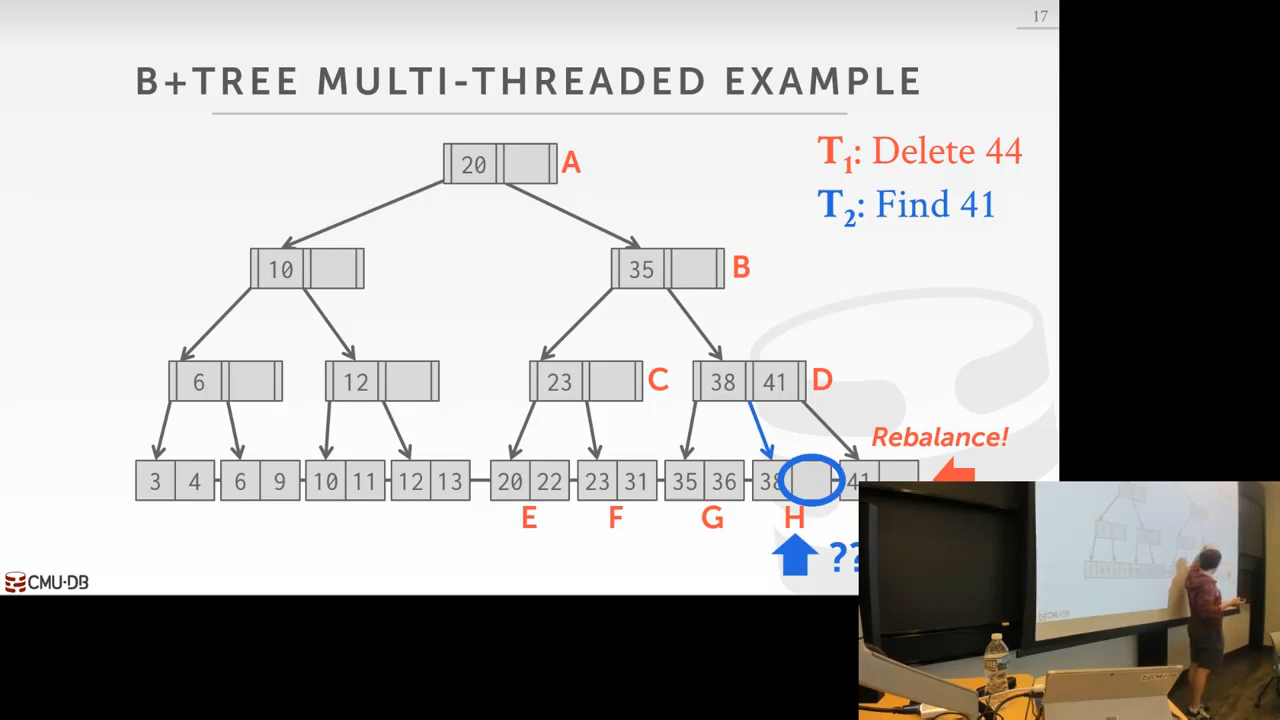 17
B+TREE MULTI-THREADED EXAMPLE
T1: Delete 44
T2: Find 41
20 A
10
35 B
6
12
23 C
38 41 D
Rebalance!
3 4
6 9
10 11
12 13
20 22
23 31
35 36
38
41
E F G H
??
CMU·DB